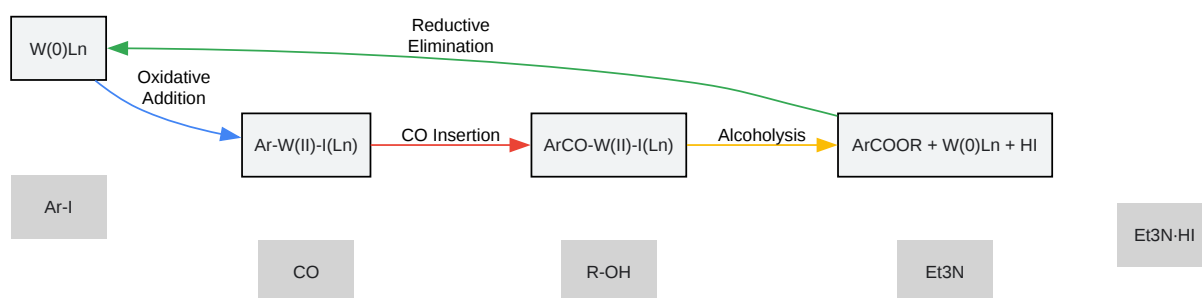 Reductive
Elimination
W(0)Ln
Oxidative
Addition
Ar-W(II)-I(Ln)
CO Insertion
ArCO-W(II)-I(Ln)
Alcoholysis
ArCOOR + W(0)Ln + HI
Ar-I
Et3N·HI
CO
R-OH
Et3N